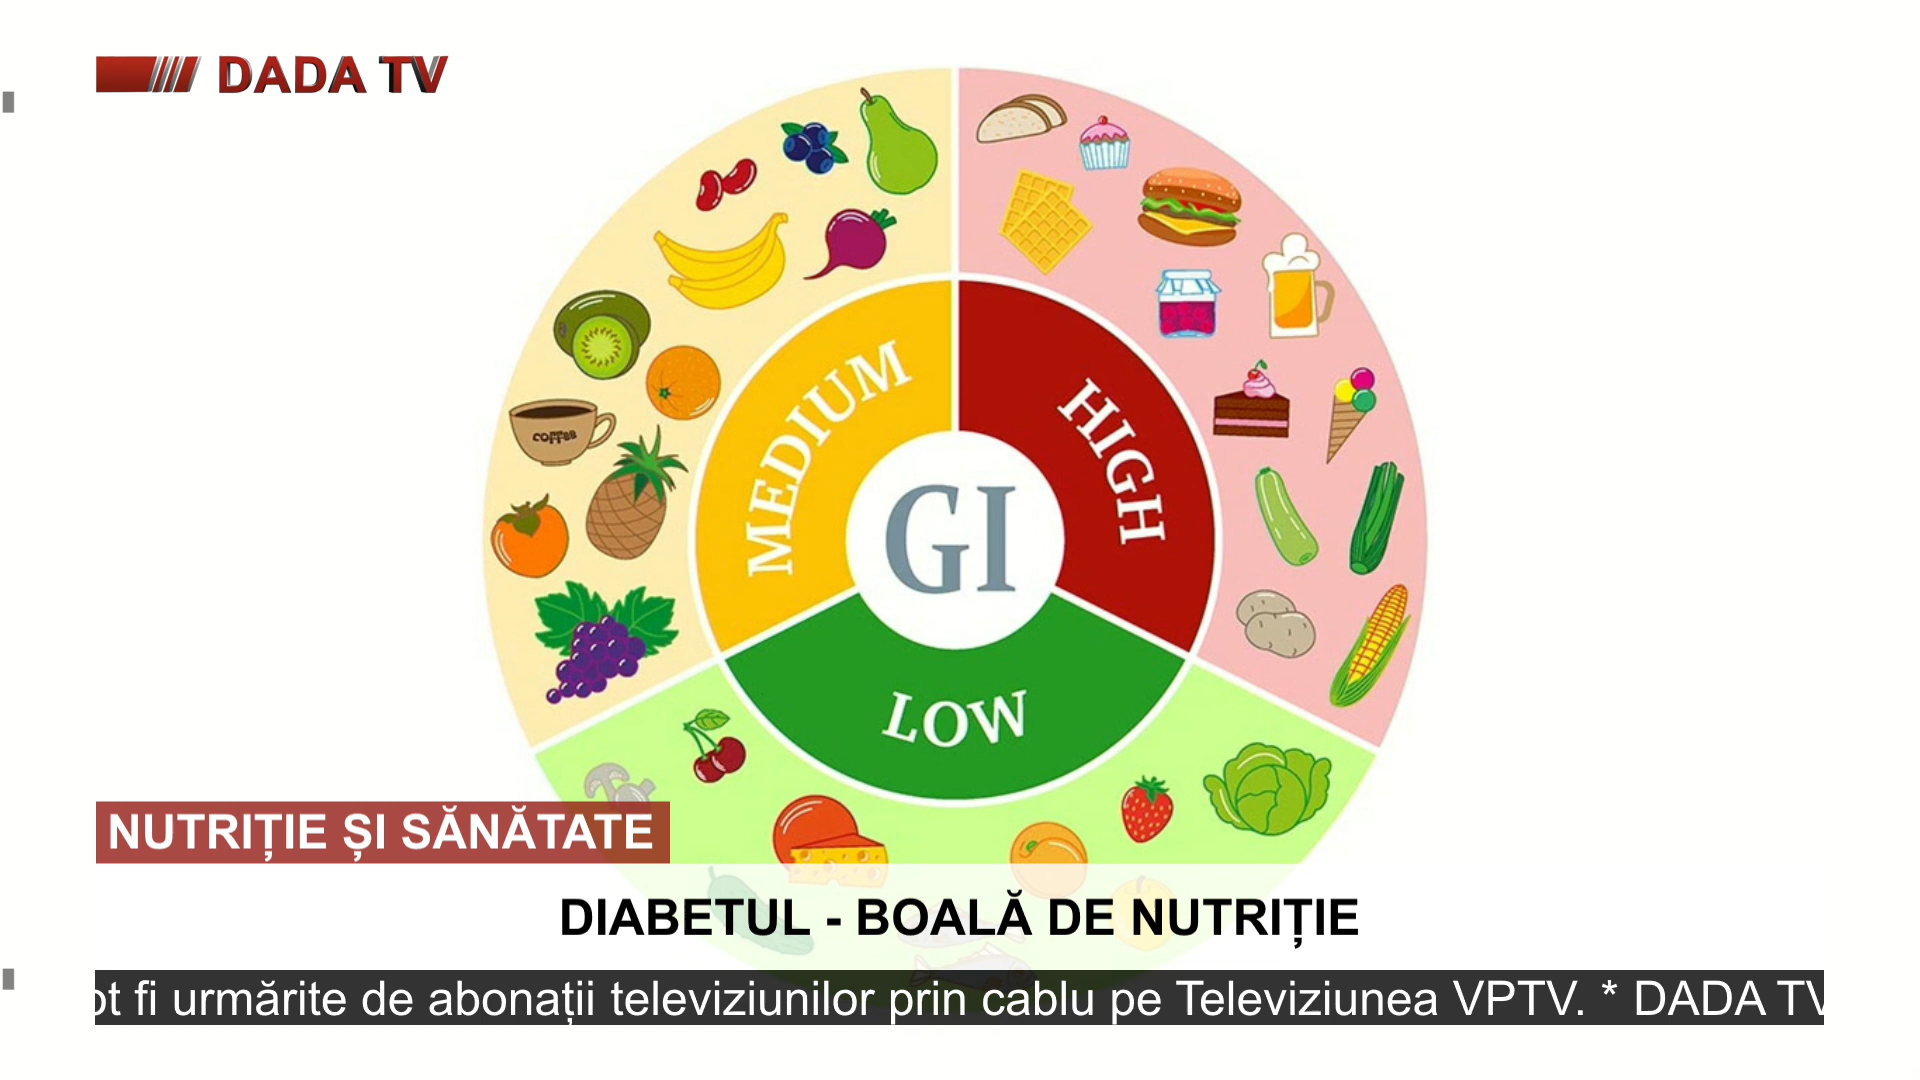 DADA TV
MEDIUM
HIGH
GI
COFFEE
LOW
NUTRIȚIE ȘI SĂNĂTATE
DIABETUL - BOALĂ DE NUTRIȚIE
fi urmărite de abonații televiziunilor prin cablu pe Televiziunea VPTV. * DADA TV